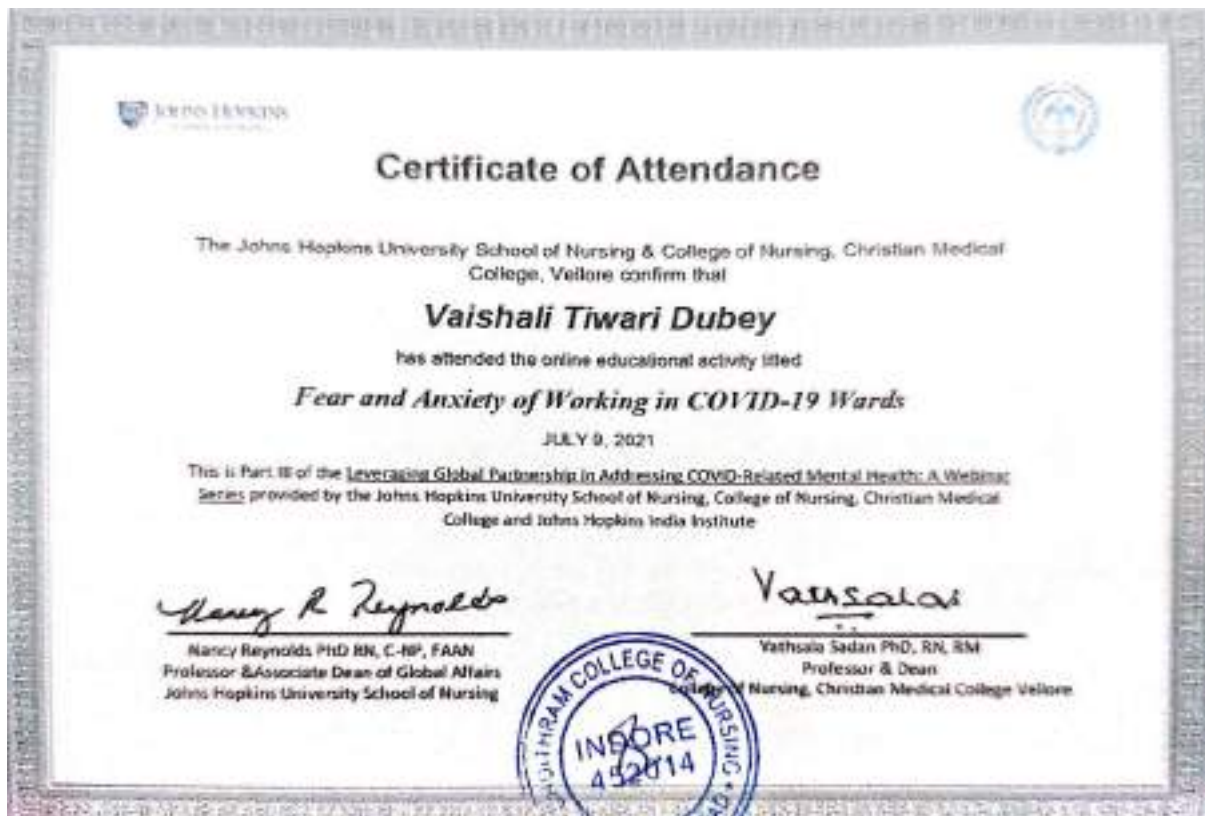 JOHNS HOPKINS
Certificate of Attendance
The Johns Hopkins University School of Nursing & College of Nursing, Christian Medical
College, Vellore confirm that
Vaishali Tiwari Dubey
has attended the online educational activity titled
Fear and Anxiety of Working in COVID-19 Wards
JULY 9, 2021
This is Part III of the Leveraging Global Partnership in Addressing COVID-Related Mental Health: A Webinar
Series provided by the Johns Hopkins University School of Nursing, College of Nursing, Christian Medical
College and Johns Hopkins India Institute
Nancy R Reynolds
Vathsala
Nancy Reynolds PhD RN, C-NP, FAAN
Professor &Associate Dean of Global Affairs
Johns Hopkins University School of Nursing
Vathsala Sadan PhD, RN, RM
Professor & Dean
College of Nursing, Christian Medical College Vellore
COLLEGE OF NURSING
INDORE
452014